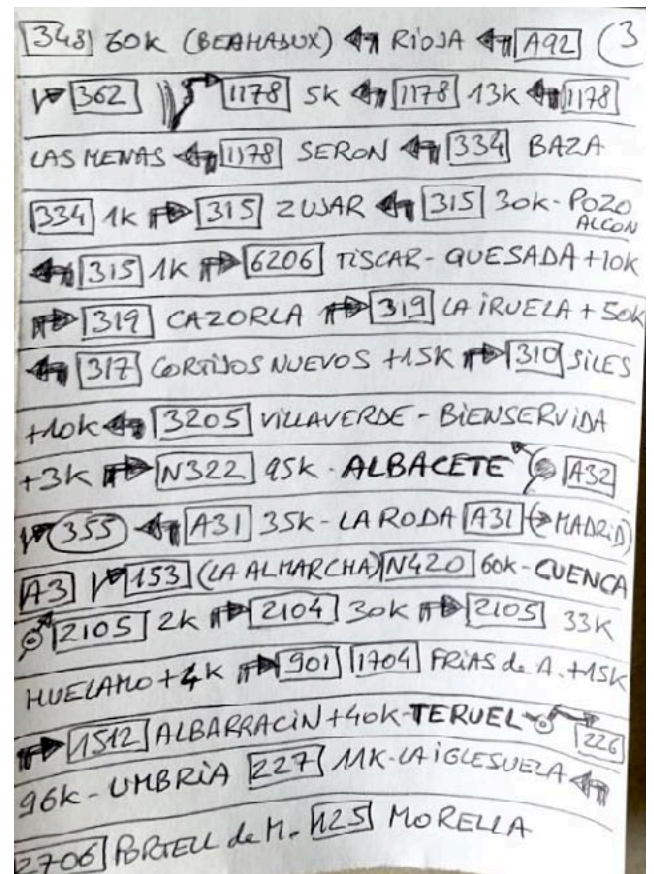 348 60K (BEAHADUX) RIOJA A92 (3
362 1178 5K 1178 13K 1178
LAS MENAS 1178 SERON 334 BAZA
334 1K 315 ZUJAR 315 30K - POZO ALCON
315 1K 6206 TISCAR - QUESADA +10K
319 CAZORLA 319 LA IRUELA + 50K
317 CORTIJOS NUEVOS +15K 310 SILES
+10K 3205 VILLAVERDE - BIENSERVIDA
+3K N322 95K - ALBACETE A32
355 A31 35K - LA RODA A31 (→ MADRID)
A3 153 (LA ALMARCHA) N420 60K - CUENCA
2105 2K 2104 30K 2105 33K
HUELAMO + 4K 901 1704 FRIAS de A. +15K
1512 ALBARRACIN + 40K - TERUEL 226
96K - UMBRIA 227 11K - LA IGLESUELA
2706 PORTELL de M. 125 MORELLA